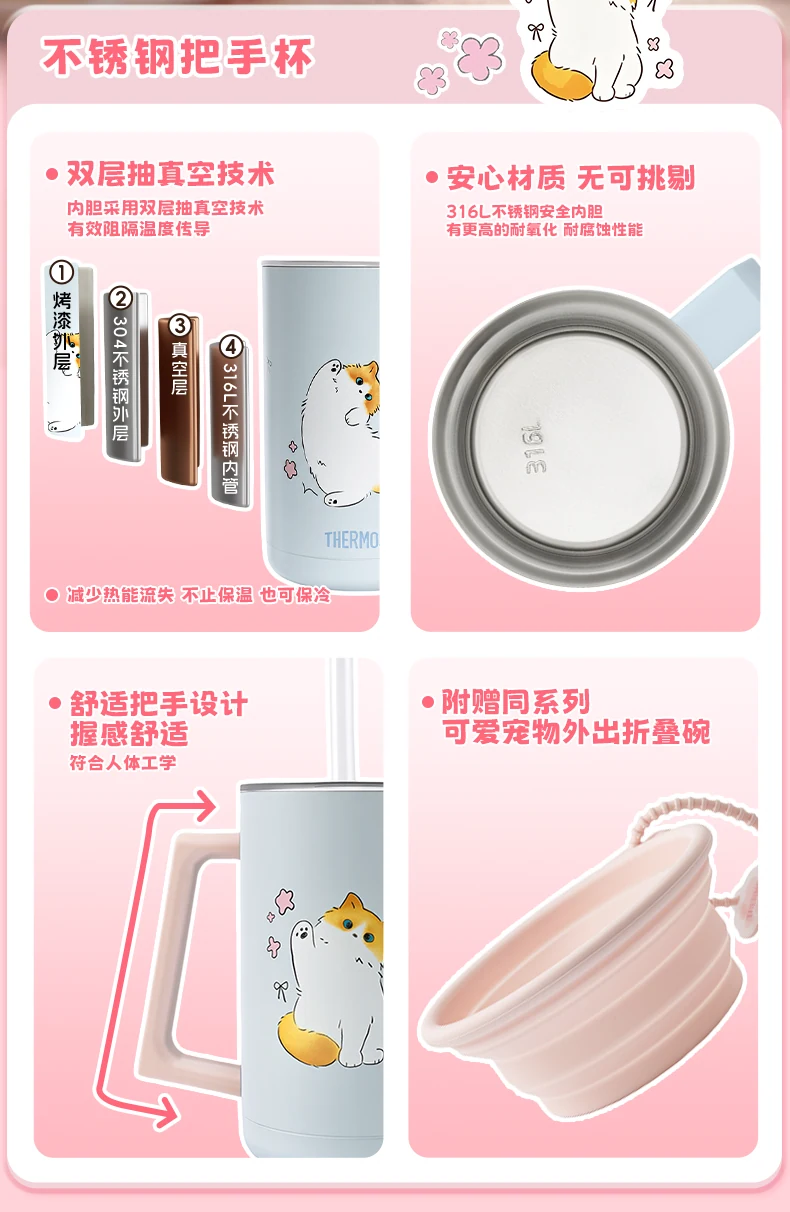 不锈钢把手杯
双层抽真空技术
内胆采用双层抽真空技术
有效阻隔温度传导
1
烤漆外层
2
304不锈钢外层
3
真空层
4
316L不锈钢内管
THERMOS
减少热能流失 不止保温 也可保冷
安心材质 无可挑剔
316L不锈钢安全内胆
有更高的耐氧化 耐腐蚀性能
316L
舒适把手设计
握感舒适
符合人体工学
附赠同系列
可爱宠物外出折叠碗